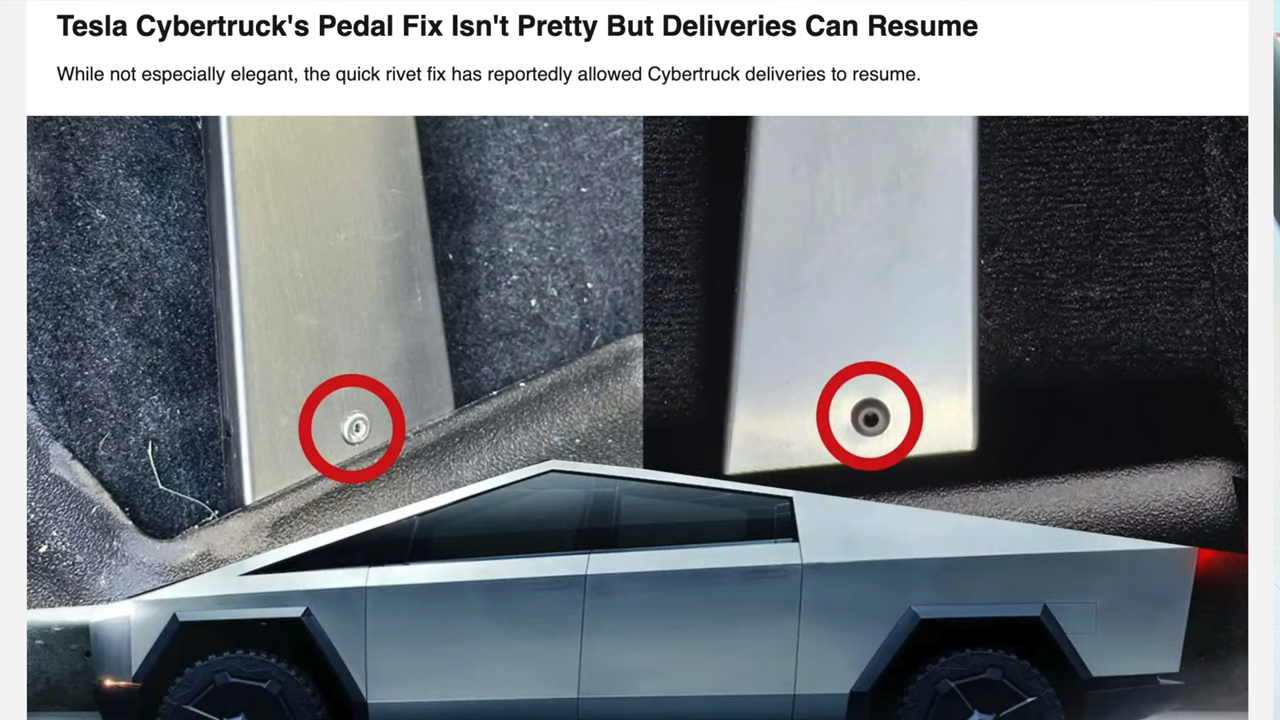 Tesla Cybertruck's Pedal Fix Isn't Pretty But Deliveries Can Resume
While not especially elegant, the quick rivet fix has reportedly allowed Cybertruck deliveries to resume.